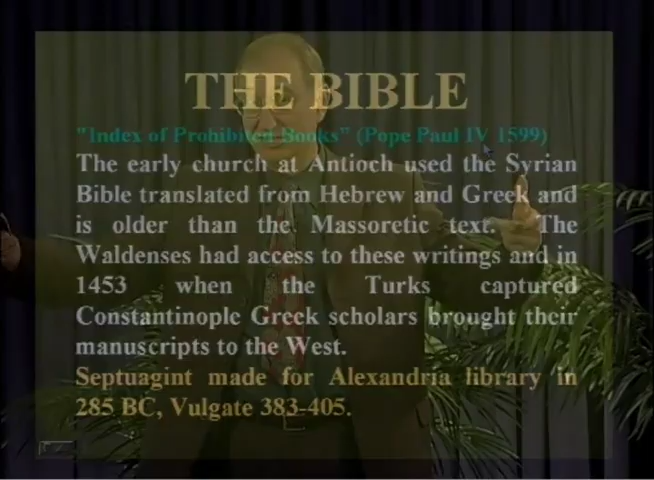 THE BIBLE
"Index of Prohibited Books" (Pope Paul IV 1599)
The early church at Antioch used the Syrian
Bible translated from Hebrew and Greek and
is older than the Massoretic text. The
Waldenses had access to these writings and in
1453 when the Turks captured
Constantinople Greek scholars brought their
manuscripts to the West.
Septuagint made for Alexandria library in
285 BC, Vulgate 383-405.